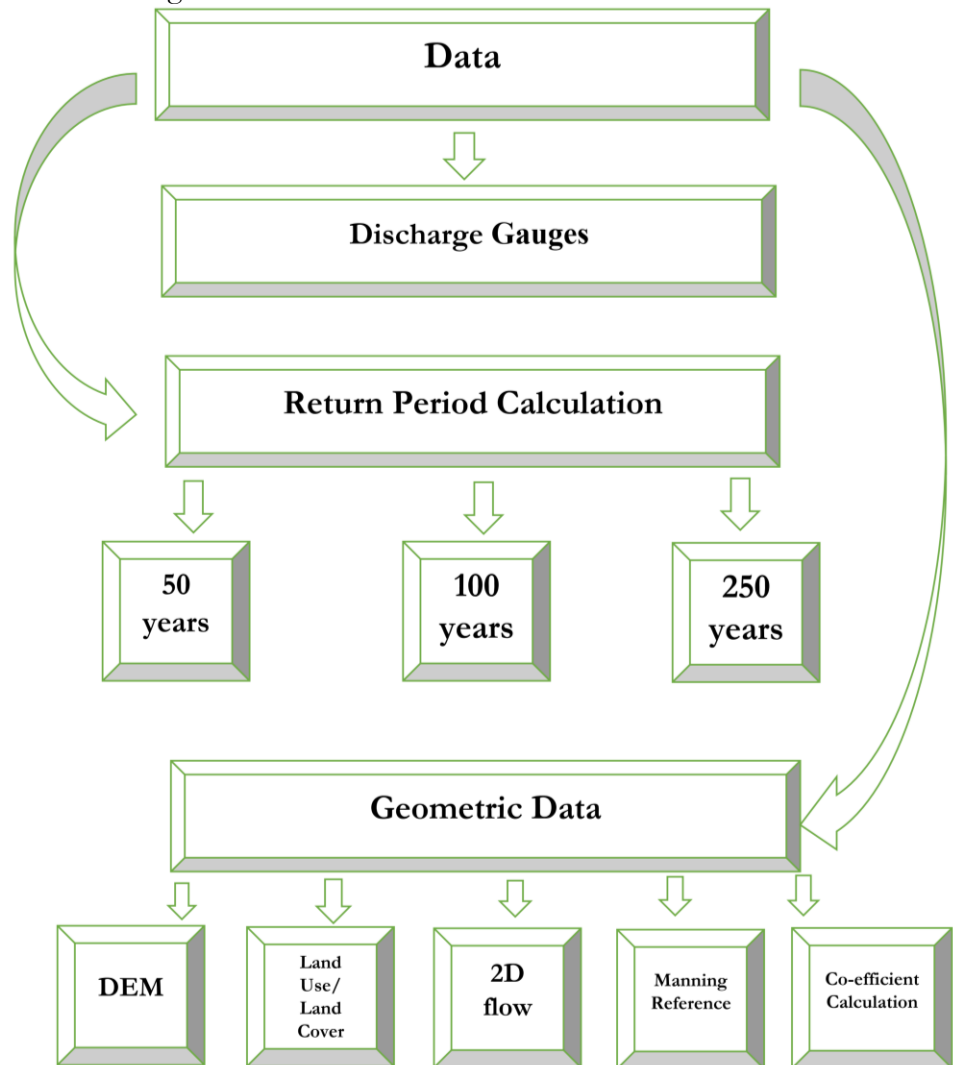 Data
Discharge Gauges
Return Period Calculation
50
years
100
years
250
years
Geometric Data
DEM
Land
Use/
Land
Cover
2D
flow
Manning
Reference
Co-efficient
Calculation